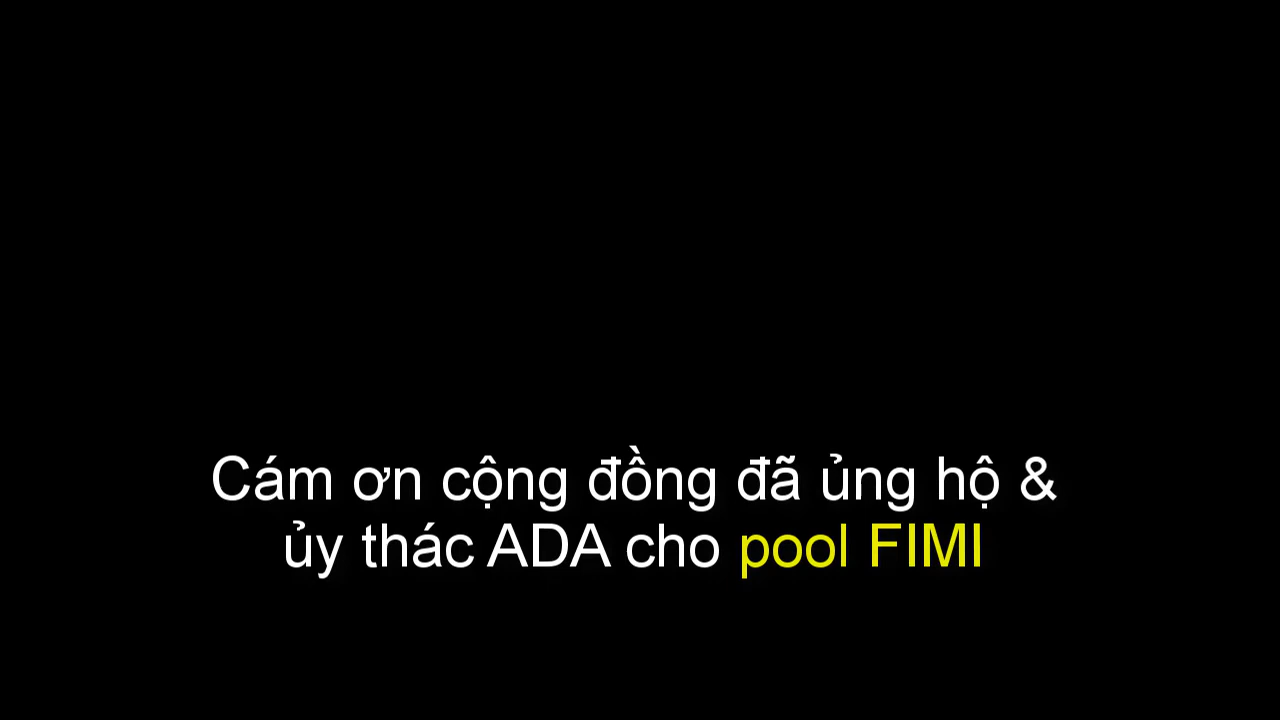 Cám ơn cộng đồng đã ủng hộ &
ủy thác ADA cho pool FIMI